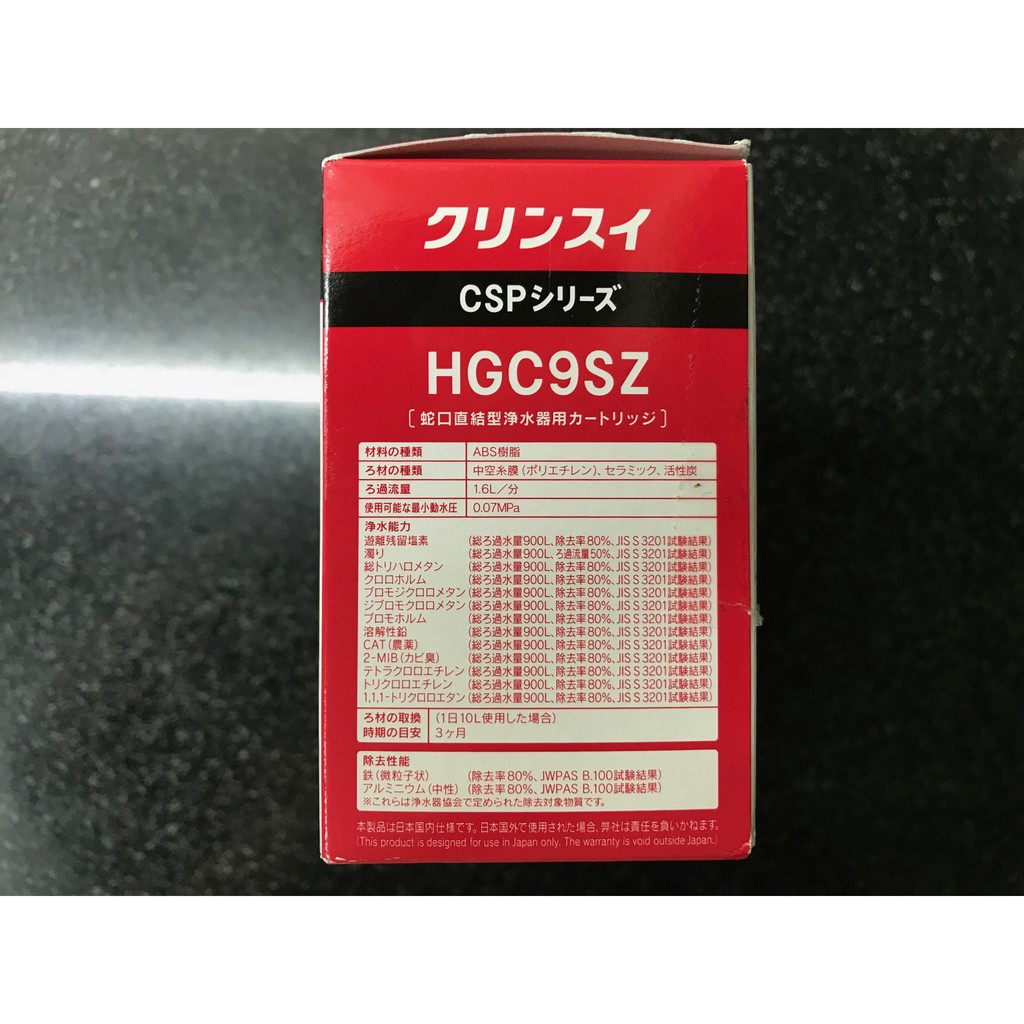 クリンスイ
CSPシリーズ
HGC9SZ
[蛇口直結型浄水器用カートリッジ]
材料の種類 ABS樹脂
ろ材の種類 中空糸膜(ポリエチレン)、セラミック、活性炭
ろ過流量 1.6L/分
使用可能な最小動水圧 0.07MPa
浄水能力
遊離残留塩素 (総ろ過水量900L、除去率80%、JIS S 3201試験結果)
濁り (総ろ過水量900L、ろ過流量50%、JIS S 3201試験結果)
総トリハロメタン (総ろ過水量900L、除去率80%、JIS S 3201試験結果)
クロロホルム (総ろ過水量900L、除去率80%、JIS S 3201試験結果)
ブロモジクロロメタン (総ろ過水量900L、除去率80%、JIS S 3201試験結果)
ジブロモクロロメタン (総ろ過水量900L、除去率80%、JIS S 3201試験結果)
ブロモホルム (総ろ過水量900L、除去率80%、JIS S 3201試験結果)
溶解性鉛 (総ろ過水量900L、除去率80%、JIS S 3201試験結果)
CAT(農薬) (総ろ過水量900L、除去率80%、JIS S 3201試験結果)
2-MIB(カビ臭) (総ろ過水量900L、除去率80%、JIS S 3201試験結果)
テトラクロロエチレン (総ろ過水量900L、除去率80%、JIS S 3201試験結果)
トリクロロエチレン (総ろ過水量900L、除去率80%、JIS S 3201試験結果)
1,1,1-トリクロロエタン (総ろ過水量900L、除去率80%、JIS S 3201試験結果)
ろ材の取換 (1日10L使用した場合)
時期の目安 3ヶ月
除去性能
鉄(微粒子状) (除去率80%、JWPAS B.100試験結果)
アルミニウム(中性) (除去率80%、JWPAS B.100試験結果)
※これらは浄水器協会で定められた除去対象物質です。
本製品は日本国内仕様です。日本国外で使用された場合、弊社は責任を負いかねます。
(This product is designed for use in Japan only. The warranty is void outside Japan.)